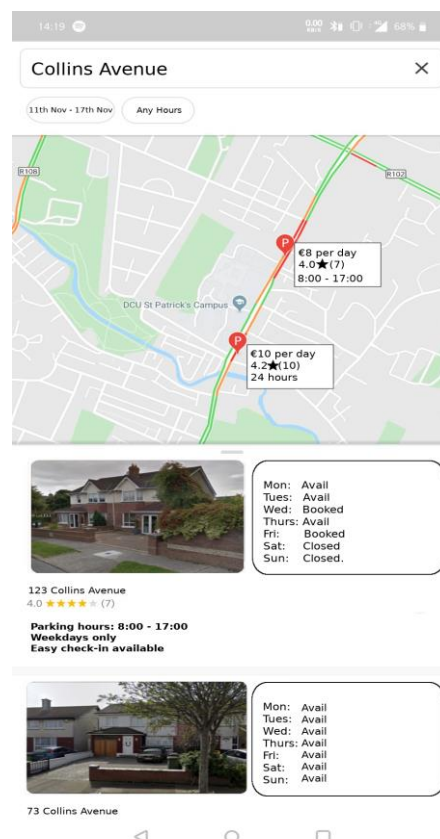 14:19
0.00
KB/S
68%
Collins Avenue
11th Nov - 17th Nov
Any Hours
R108
R102
P
€8 per day
4.0★(7)
8:00 - 17:00
DCU St Patrick's Campus
P
€10 per day
4.2★(10)
24 hours
Mon: Avail
Tues: Avail
Wed: Booked
Thurs: Avail
Fri: Booked
Sat: Closed
Sun: Closed.
123 Collins Avenue
4.0 ★★★★★ (7)
Parking hours: 8:00 - 17:00
Weekdays only
Easy check-in available
Mon: Avail
Tues: Avail
Wed: Avail
Thurs: Avail
Fri: Avail
Sat: Avail
Sun: Avail
73 Collins Avenue